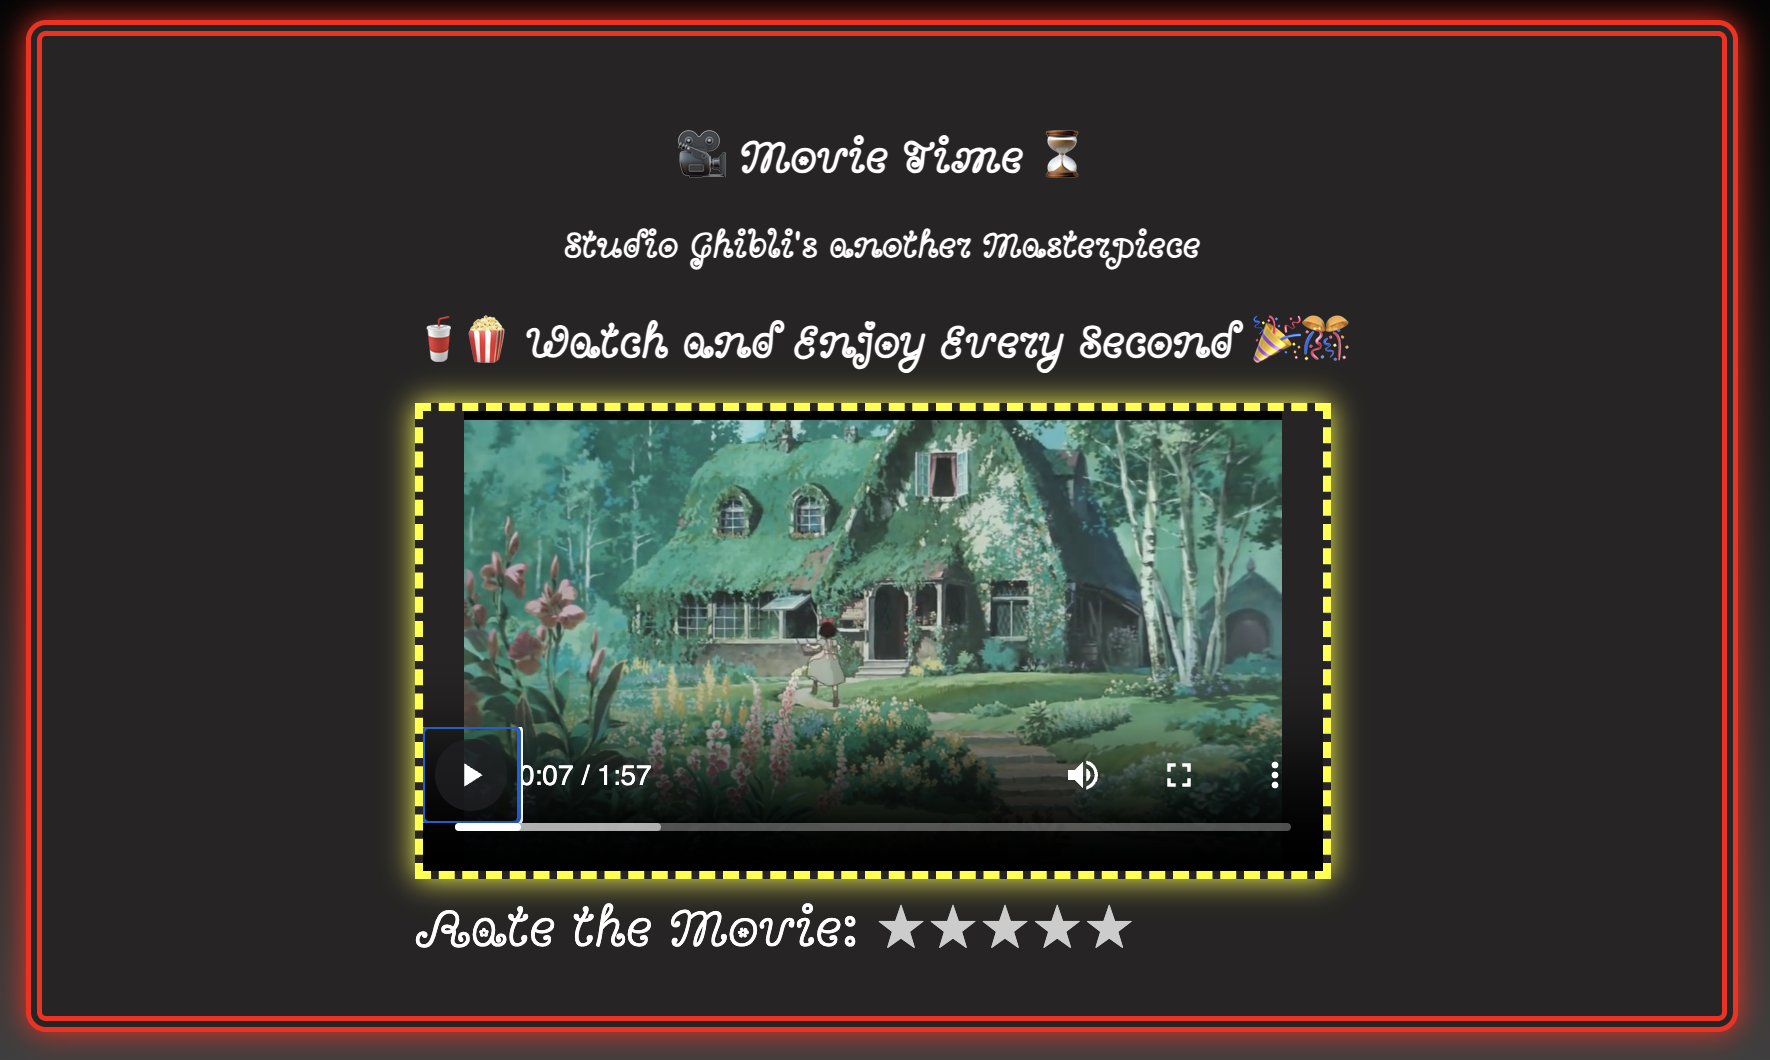 🎥 Movie Time ⏳
Studio Ghibli's another Masterpiece
🥤🍿 Watch and Enjoy Every Second 🎉🎊
0:07 / 1:57
Rate the Movie: ★★★★★